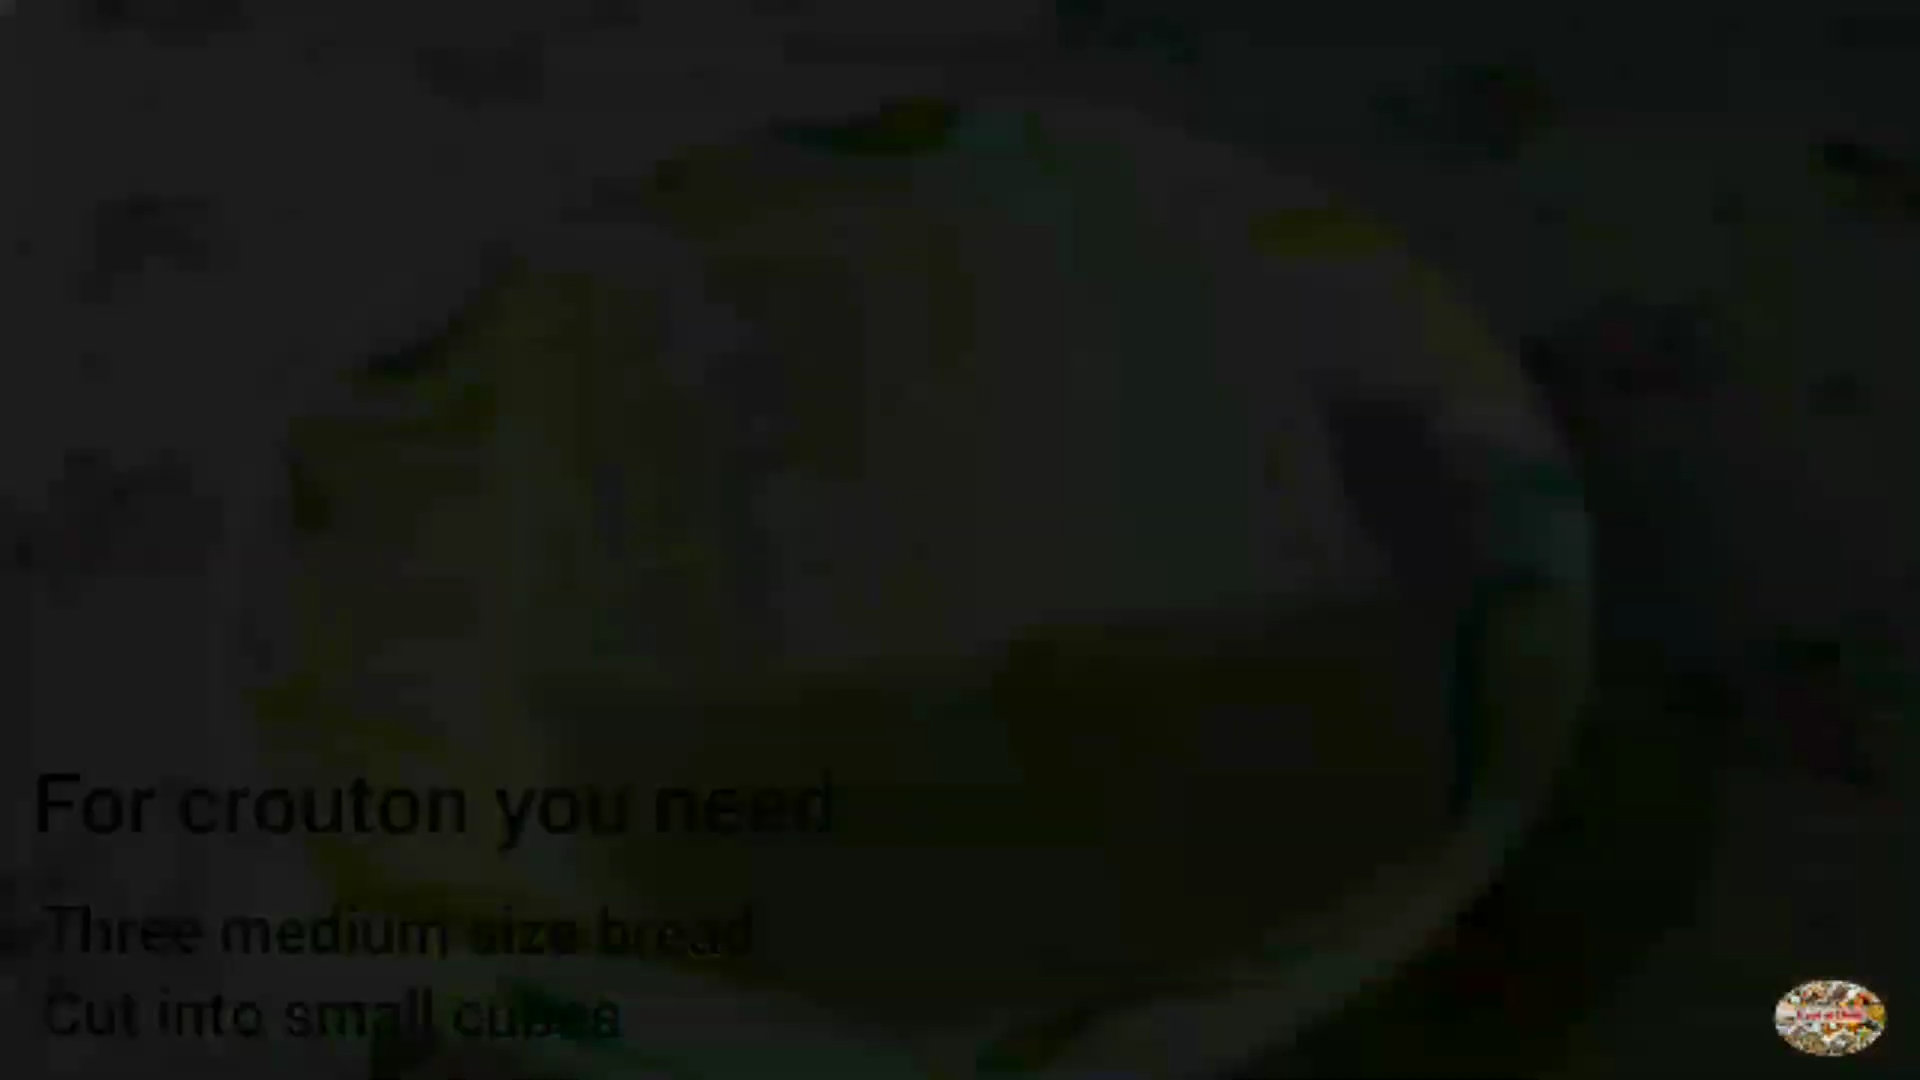 For crouton you need
Three medium size bread
Cut into small cubes